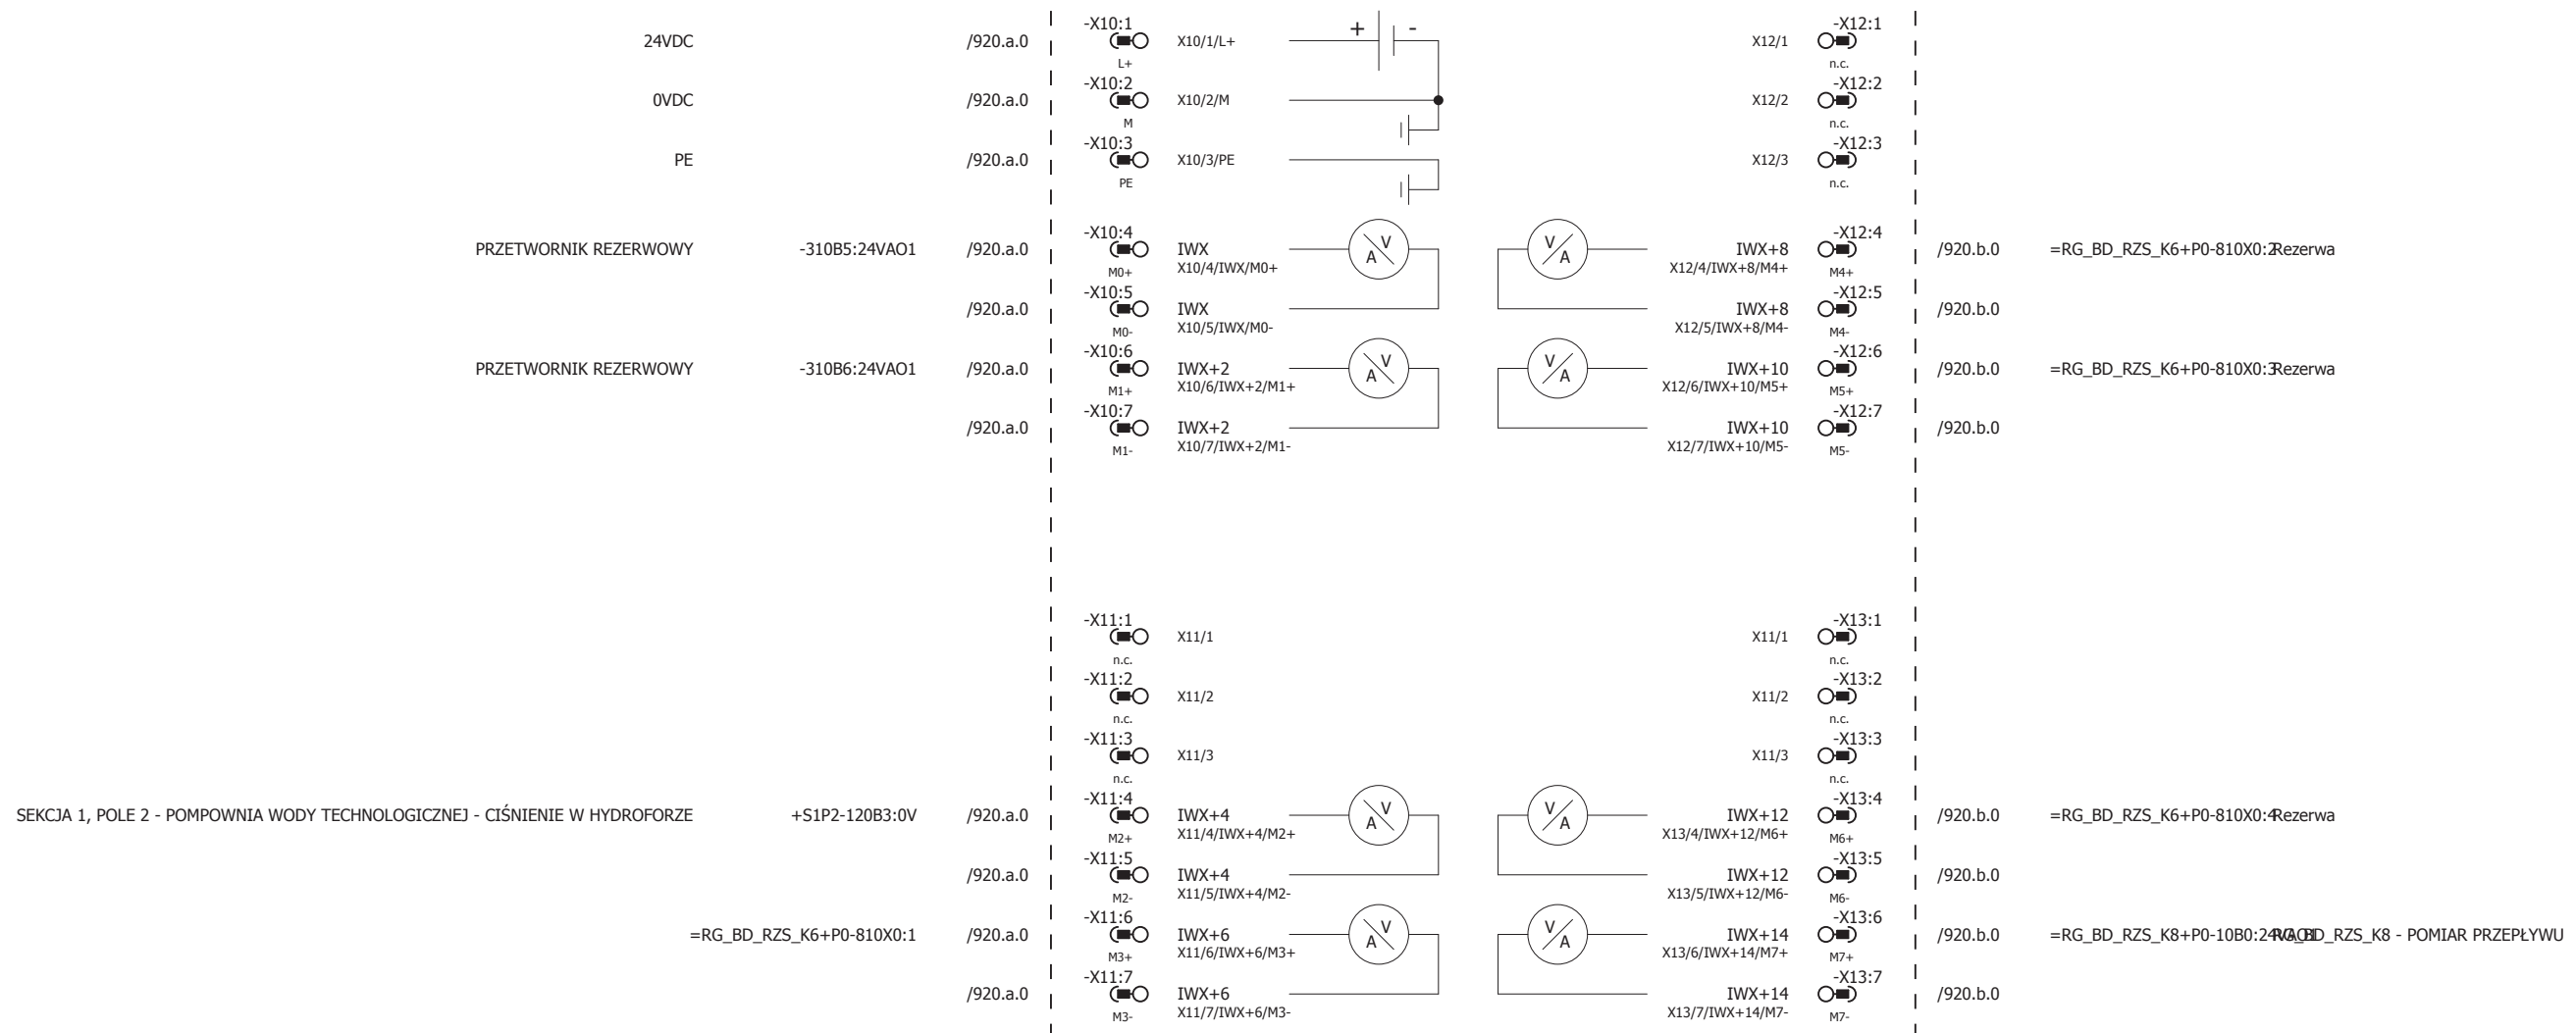 -X10:1 -X12:1
24VDC /920.a.0 X10/1/L+ + - X12/1
L+ n.c.
-X10:2 -X12:2
0VDC /920.a.0 X10/2/M X12/2
M n.c.
-X10:3 -X12:3
PE /920.a.0 X10/3/PE X12/3
PE n.c.
-X10:4 -X12:4
PRZETWORNIK REZERWOWY -310B5:24VAO1 /920.a.0 IWX V A V A IWX+8 /920.b.0 =RG_BD_RZS_K6+P0-810X0:2 Rezerwa
M0+ X10/4/IWX/M0+ X12/4/IWX+8/M4+ M4+
-X10:5 -X12:5
/920.a.0 IWX IWX+8 /920.b.0
M0- X10/5/IWX/M0- X12/5/IWX+8/M4- M4-
-X10:6 -X12:6
PRZETWORNIK REZERWOWY -310B6:24VAO1 /920.a.0 IWX+2 V A V A IWX+10 /920.b.0 =RG_BD_RZS_K6+P0-810X0:3 Rezerwa
M1+ X10/6/IWX+2/M1+ X12/6/IWX+10/M5+ M5+
-X10:7 -X12:7
/920.a.0 IWX+2 IWX+10 /920.b.0
M1- X10/7/IWX+2/M1- X12/7/IWX+10/M5- M5-
-X11:1 -X13:1
X11/1 X11/1
n.c. n.c.
-X11:2 -X13:2
X11/2 X11/2
n.c. n.c.
-X11:3 -X13:3
X11/3 X11/3
n.c. n.c.
-X11:4 -X13:4
SEKCJA 1, POLE 2 - POMPOWNIA WODY TECHNOLOGICZNEJ - CIŚNIENIE W HYDROFORZE +S1P2-120B3:0V /920.a.0 IWX+4 V A V A IWX+12 /920.b.0 =RG_BD_RZS_K6+P0-810X0:4 Rezerwa
M2+ X11/4/IWX+4/M2+ X13/4/IWX+12/M6+ M6+
-X11:5 -X13:5
/920.a.0 IWX+4 IWX+12 /920.b.0
M2- X11/5/IWX+4/M2- X13/5/IWX+12/M6- M6-
-X11:6 -X13:6
=RG_BD_RZS_K6+P0-810X0:1 /920.a.0 IWX+6 V A V A IWX+14 /920.b.0 =RG_BD_RZS_K8+P0-10B0:24VAO1 RG_BD_RZS_K8 - POMIAR PRZEPŁYWU
M3+ X11/6/IWX+6/M3+ X13/6/IWX+14/M7+ M7+
-X11:7 -X13:7
/920.a.0 IWX+6 IWX+14 /920.b.0
M3- X11/7/IWX+6/M3- X13/7/IWX+14/M7- M7-